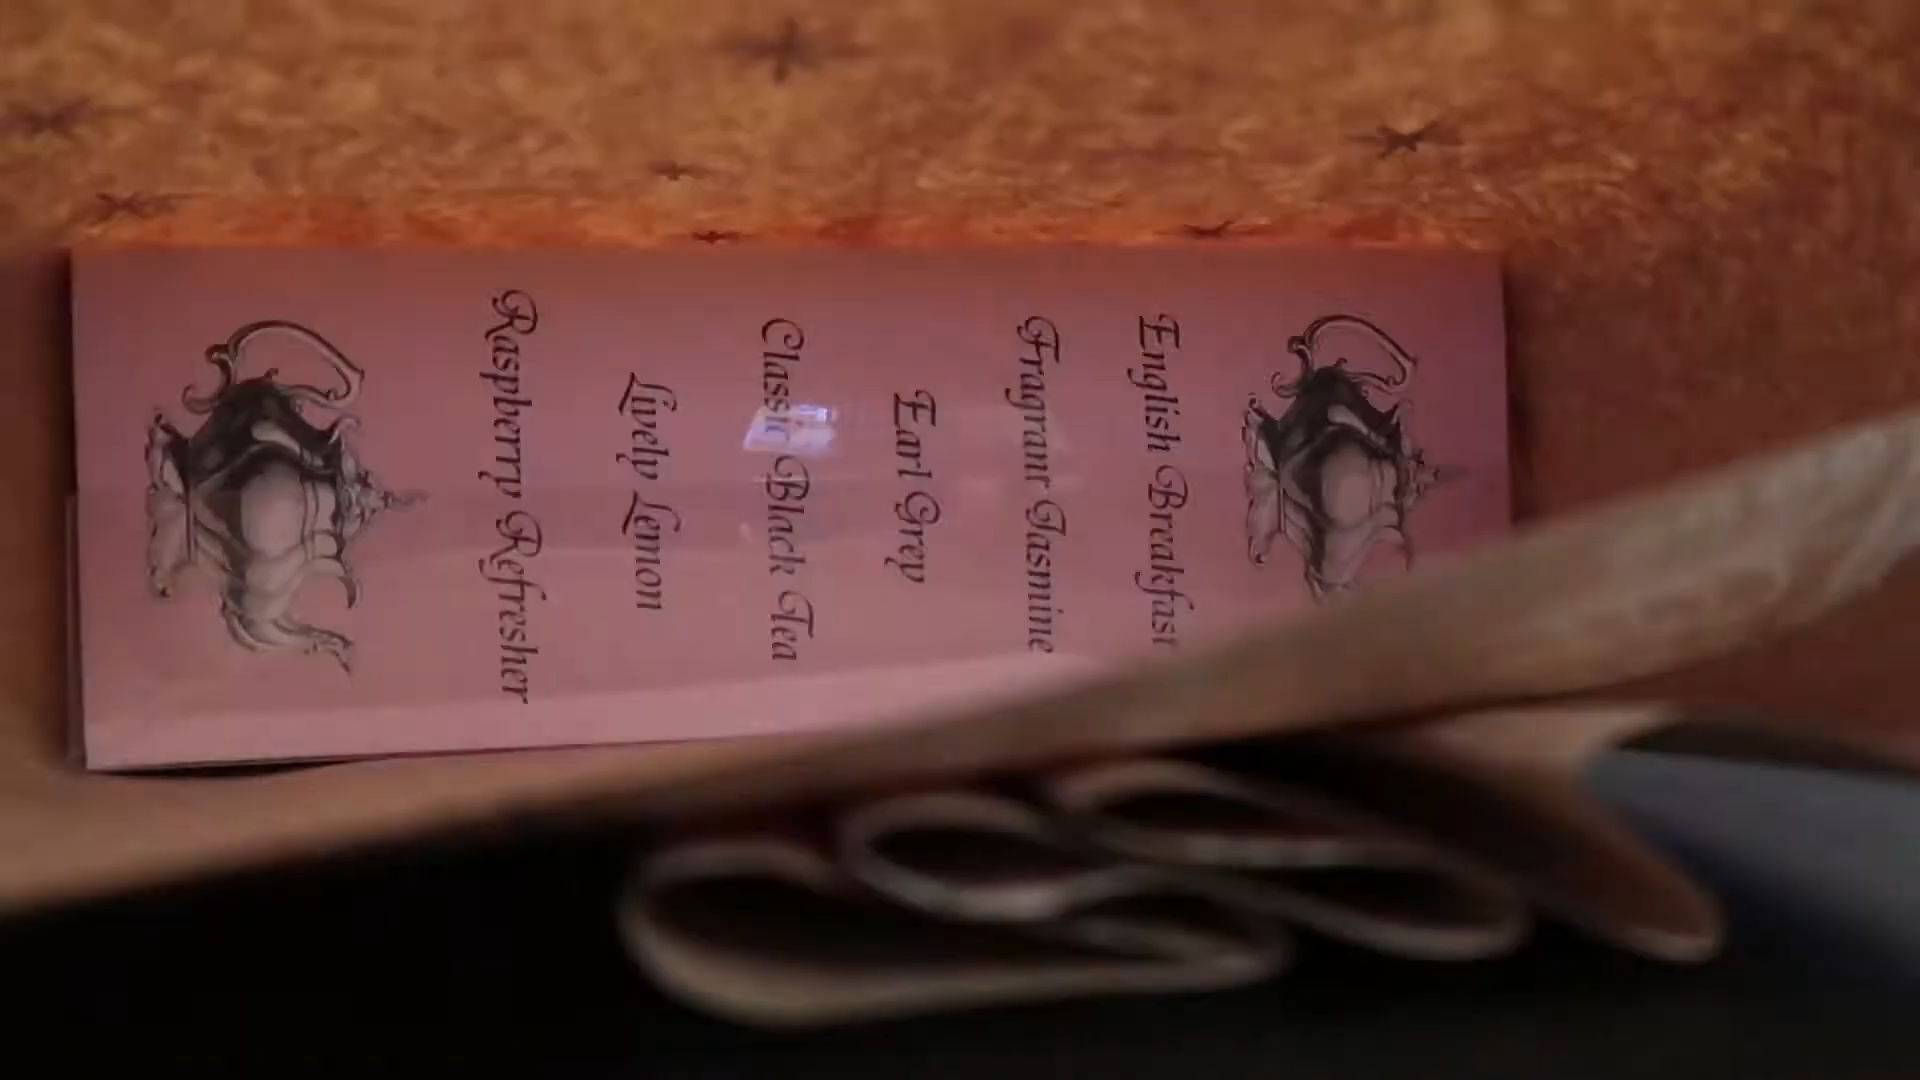 English Breakfast
Fragrant Jasmine
Earl Grey
Classic Black Tea
Lively Lemon
Raspberry Refresher